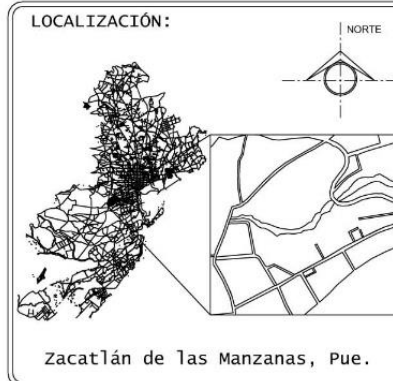 LOCALIZACIÓN:
NORTE
Zacatlán de las Manzanas, Pue.